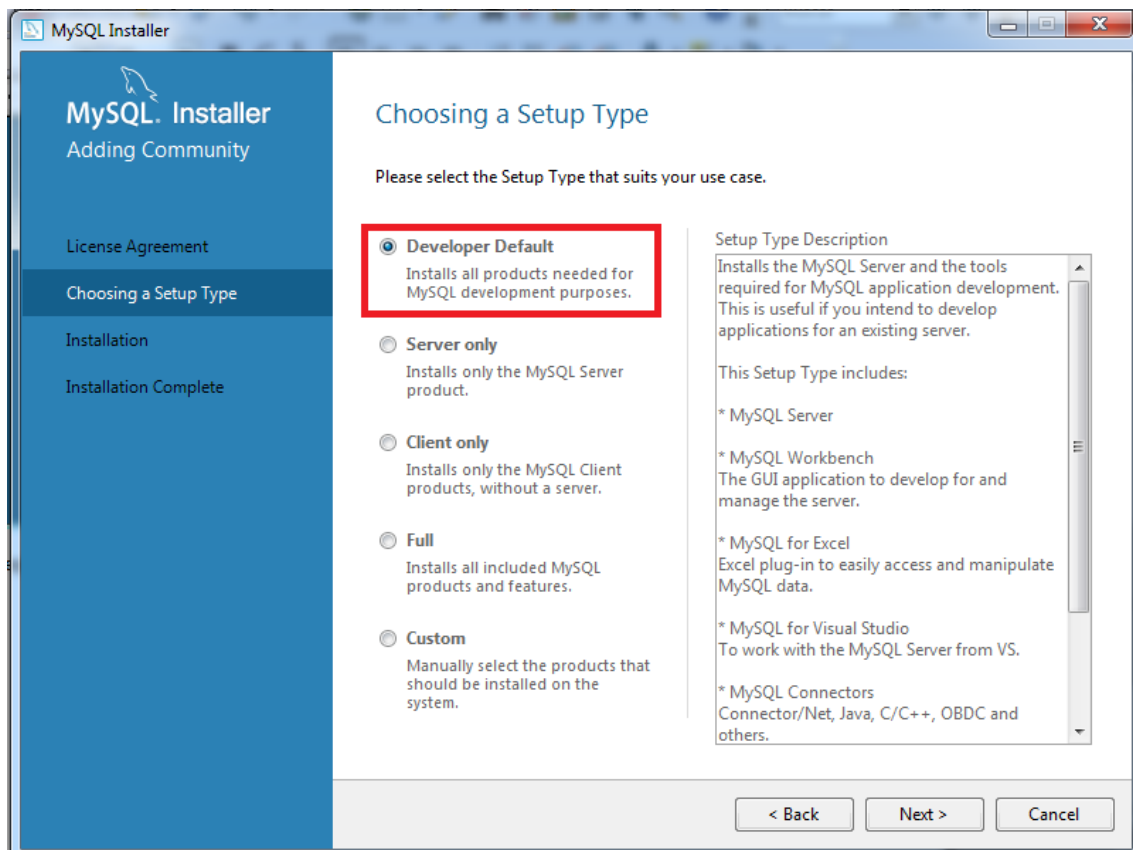 MySQL Installer
MySQL. Installer
Adding Community
License Agreement
Choosing a Setup Type
Installation
Installation Complete
Choosing a Setup Type
Please select the Setup Type that suits your use case.
Developer Default
Installs all products needed for
MySQL development purposes.
Server only
Installs only the MySQL Server
product.
Client only
Installs only the MySQL Client
products, without a server.
Full
Installs all included MySQL
products and features.
Custom
Manually select the products that
should be installed on the
system.
Setup Type Description
Installs the MySQL Server and the tools
required for MySQL application development.
This is useful if you intend to develop
applications for an existing server.
This Setup Type includes:
* MySQL Server
* MySQL Workbench
The GUI application to develop for and
manage the server.
* MySQL for Excel
Excel plug-in to easily access and manipulate
MySQL data.
* MySQL for Visual Studio
To work with the MySQL Server from VS.
* MySQL Connectors
Connector/Net, Java, C/C++, OBDC and
others.
< Back
Next >
Cancel